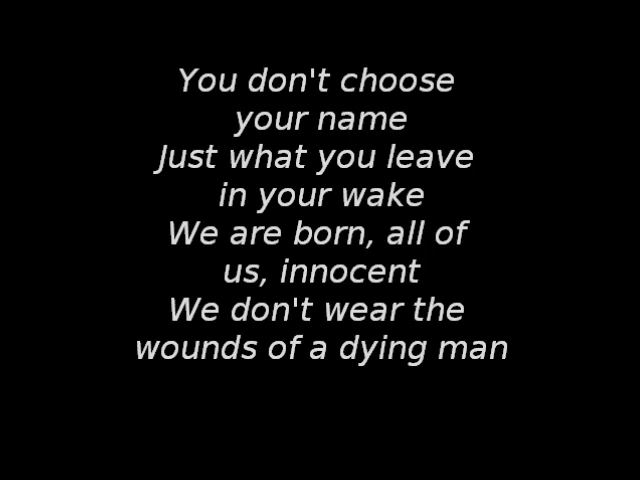 You don't choose
your name
Just what you leave
in your wake
We are born, all of
us, innocent
We don't wear the
wounds of a dying man